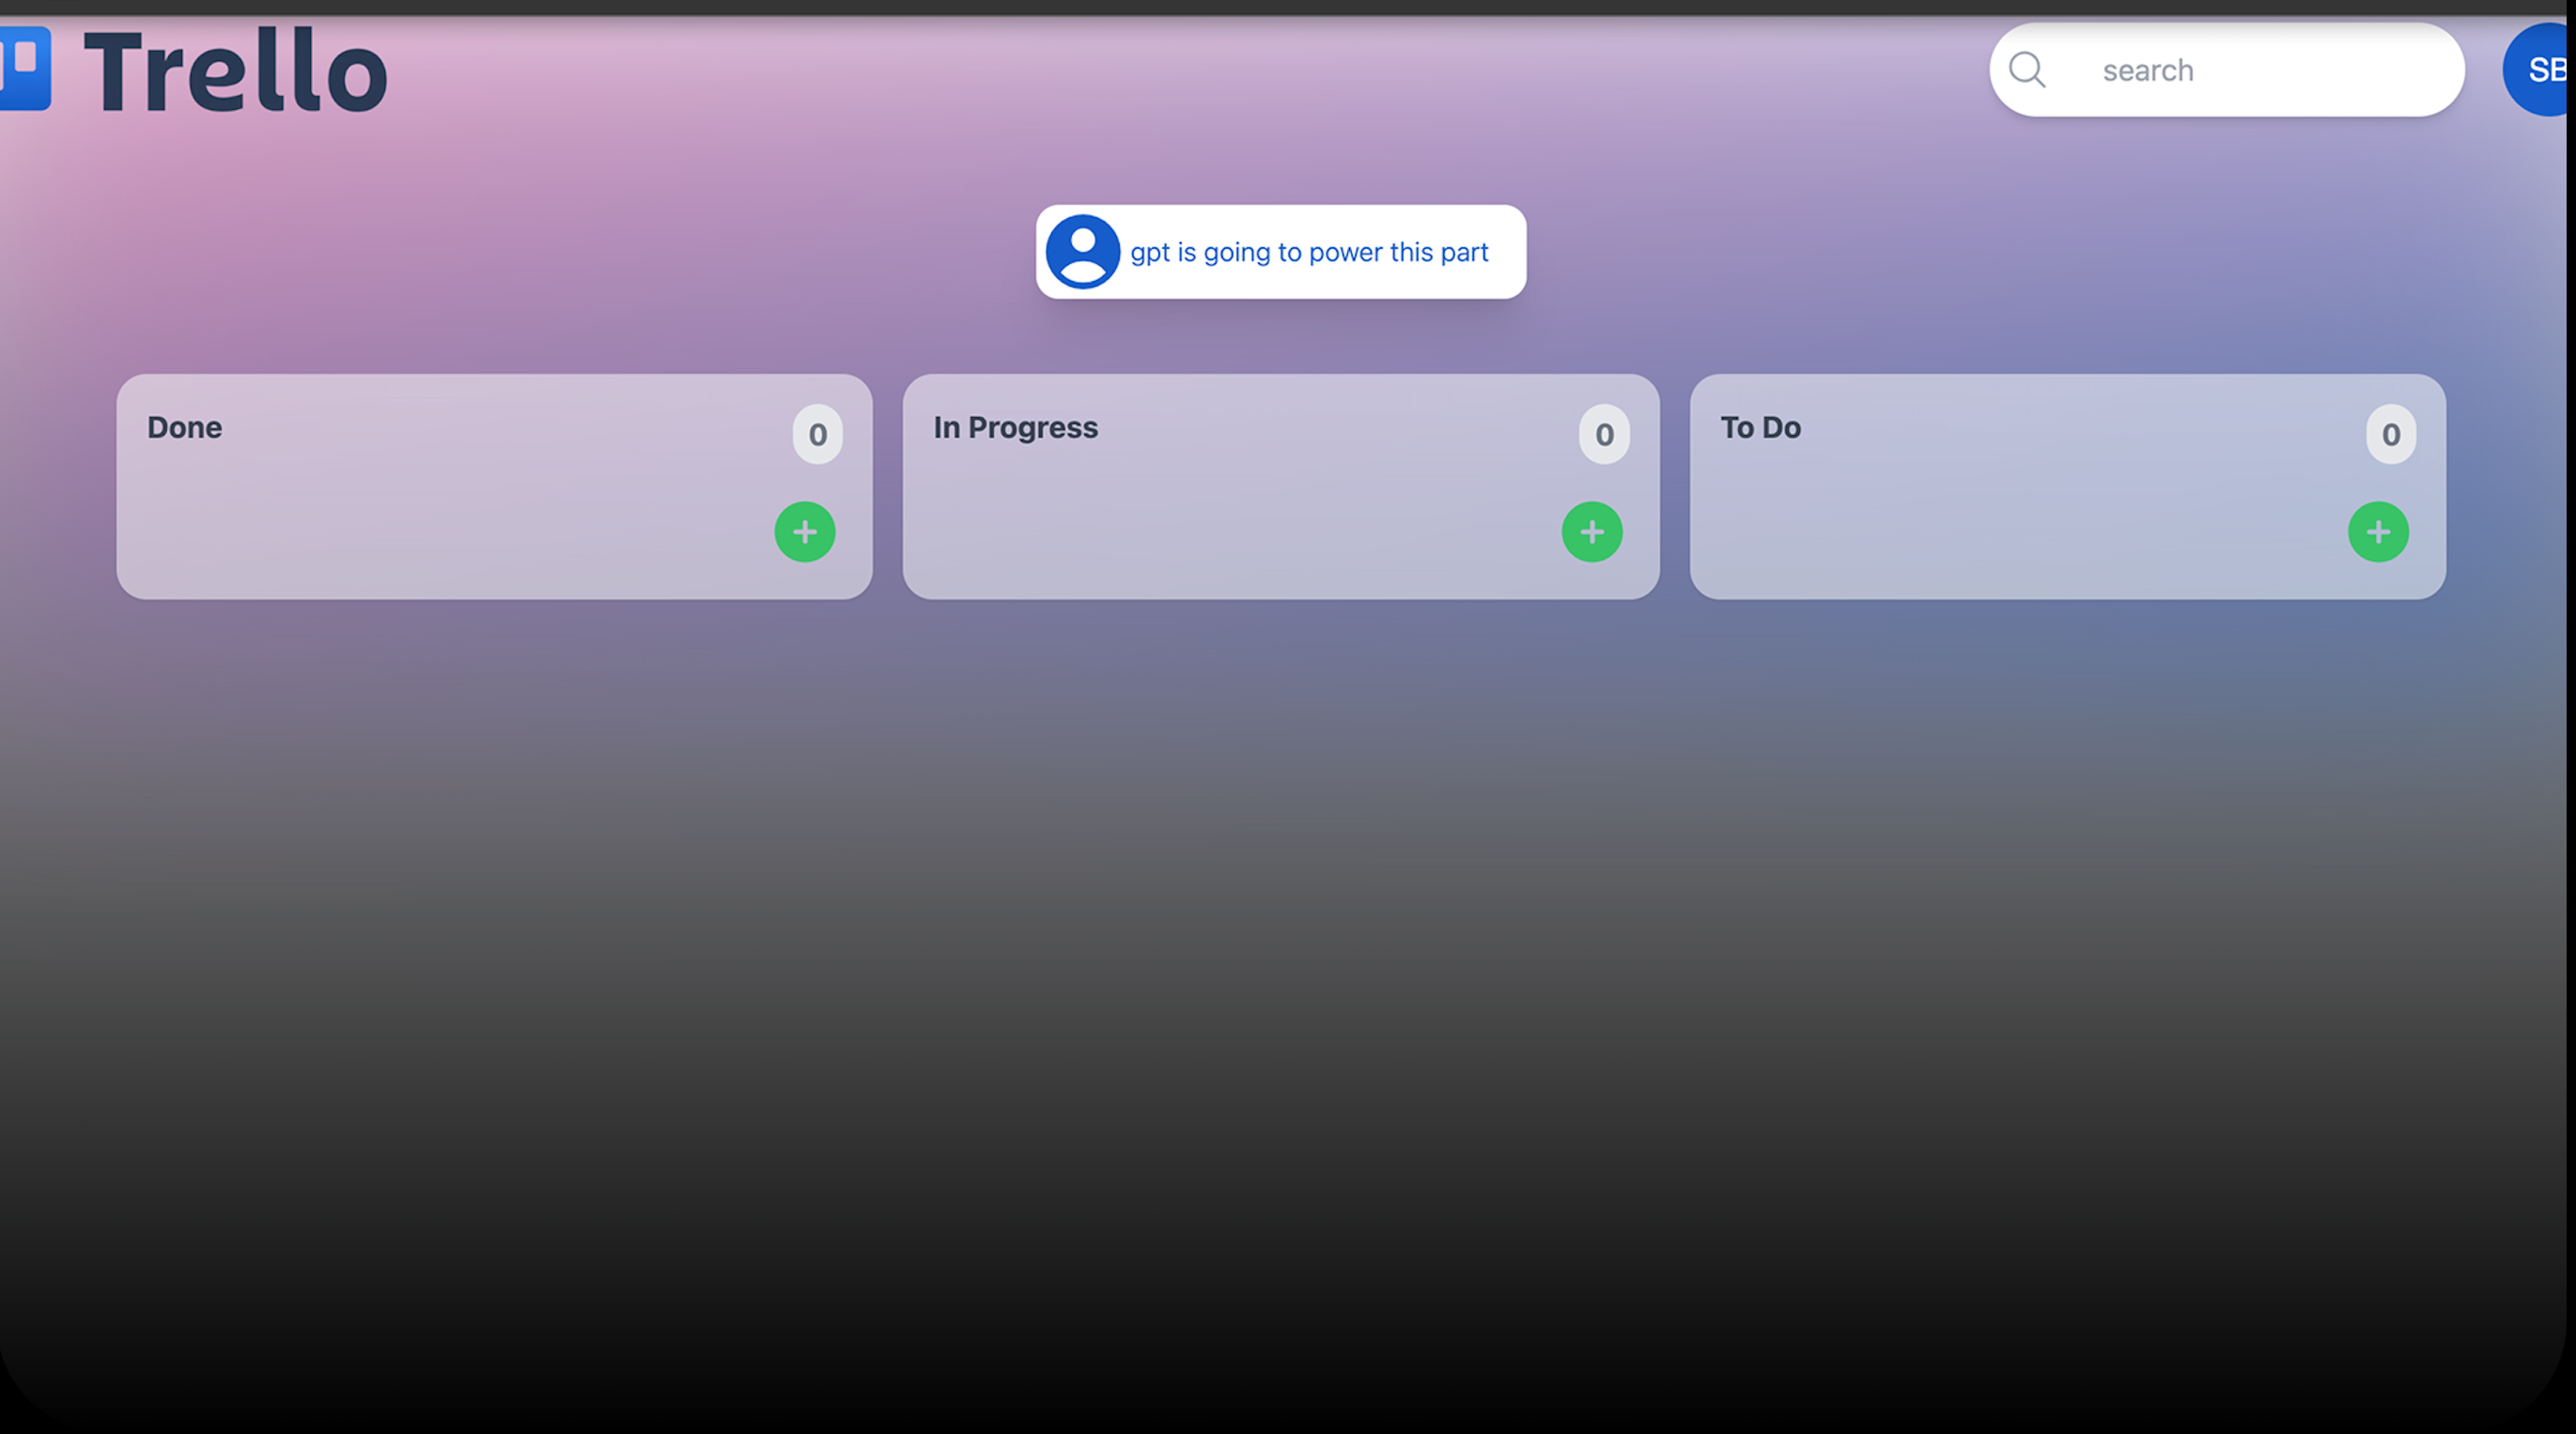 Trello
search
SB
gpt is going to power this part
Done
0
In Progress
0
To Do
0